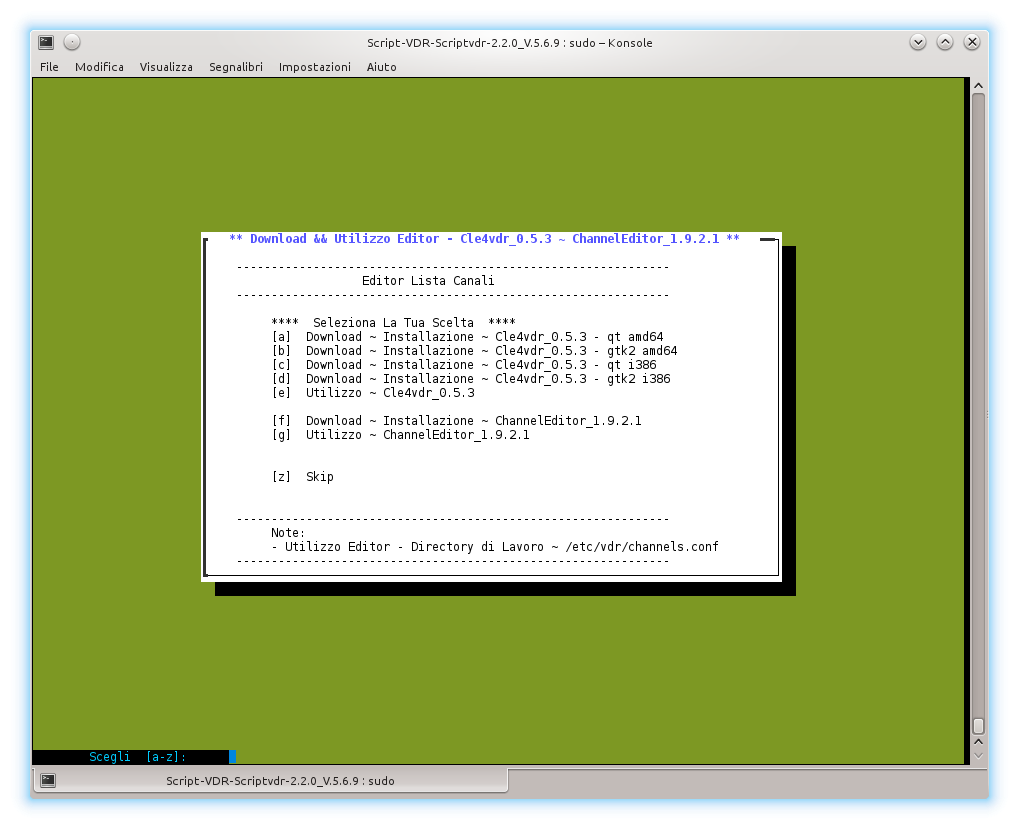 Script-VDR-Scriptvdr-2.2.0_V.5.6.9 : sudo – Konsole
File Modifica Visualizza Segnalibri Impostazioni Aiuto
** Download && Utilizzo Editor - Cle4vdr_0.5.3 ~ ChannelEditor_1.9.2.1 **
--------------------------------------------------------------
Editor Lista Canali
--------------------------------------------------------------
**** Seleziona La Tua Scelta ****
[a] Download ~ Installazione ~ Cle4vdr_0.5.3 - qt amd64
[b] Download ~ Installazione ~ Cle4vdr_0.5.3 - gtk2 amd64
[c] Download ~ Installazione ~ Cle4vdr_0.5.3 - qt i386
[d] Download ~ Installazione ~ Cle4vdr_0.5.3 - gtk2 i386
[e] Utilizzo ~ Cle4vdr_0.5.3
[f] Download ~ Installazione ~ ChannelEditor_1.9.2.1
[g] Utilizzo ~ ChannelEditor_1.9.2.1
[z] Skip
--------------------------------------------------------------
Note:
- Utilizzo Editor - Directory di Lavoro ~ /etc/vdr/channels.conf
--------------------------------------------------------------
Scegli [a-z]:
Script-VDR-Scriptvdr-2.2.0_V.5.6.9 : sudo